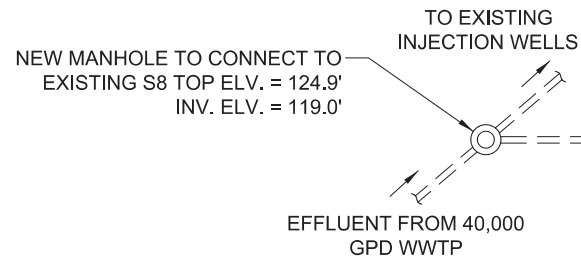 TO EXISTING
INJECTION WELLS
NEW MANHOLE TO CONNECT TO
EXISTING S8 TOP ELV. = 124.9'
INV. ELV. = 119.0'
EFFLUENT FROM 40,000
GPD WWTP